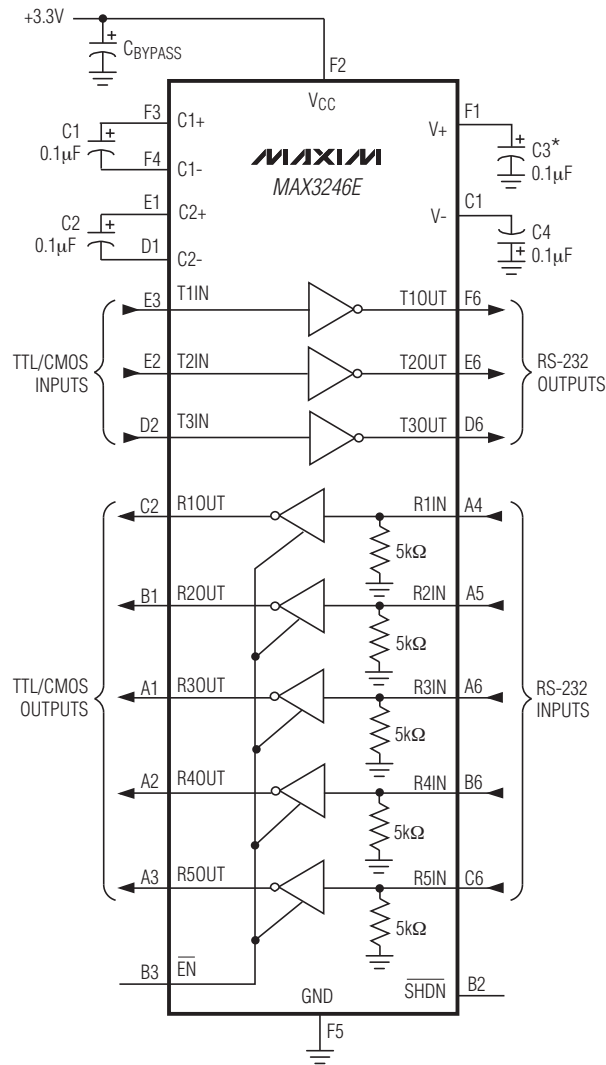 +3.3V
CBYPASS
F2
VCC
F3
C1+
C1
0.1µF
F4
C1-
E1
C2+
C2
0.1µF
D1
C2-
MAXIM
MAX3246E
F1
V+
C3*
0.1µF
C1
V-
C4
0.1µF
TTL/CMOS
INPUTS
E3 T1IN T1OUT F6
E2 T2IN T2OUT E6
D2 T3IN T3OUT D6
RS-232
OUTPUTS
C2 R1OUT R1IN A4
5kΩ
B1 R2OUT R2IN A5
5kΩ
TTL/CMOS
OUTPUTS
A1 R3OUT R3IN A6
5kΩ
RS-232
INPUTS
A2 R4OUT R4IN B6
5kΩ
A3 R5OUT R5IN C6
5kΩ
B3 EN
GND
SHDN B2
F5